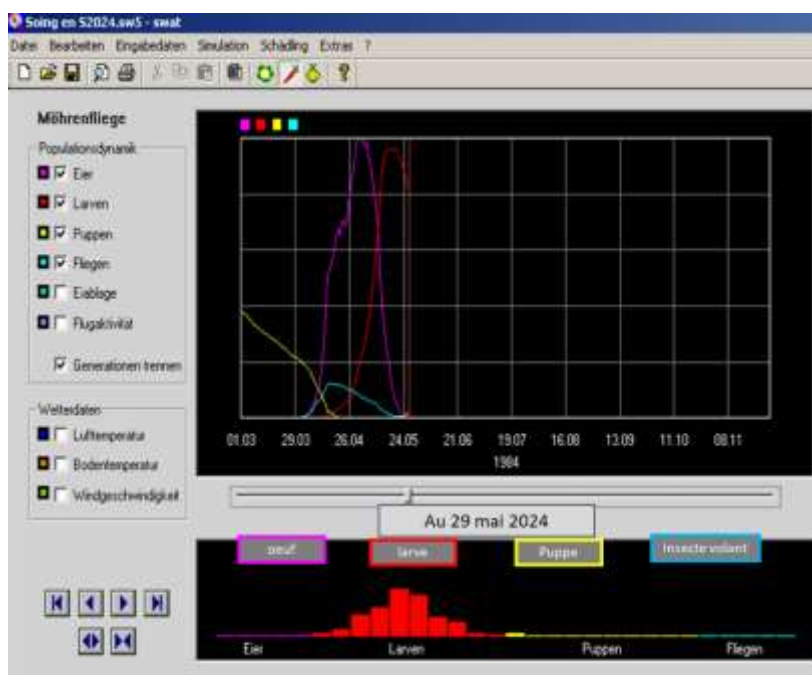 Soing en S2024.sw5 - swat
Datei Bearbeiten Eingabedaten Simulation Schädling Extras ?
Möhrenfliege
Populationsdynamik
Eier
Larven
Puppen
Fliegen
Eiablage
Flugaktivität
Generationen trennen
Wetterdaten
Lufttemperatur
Bodentemperatur
Windgeschwindigkeit
01.03 29.03 26.04 24.05 21.06 19.07 16.08 13.09 11.10 08.11
1984
Au 29 mai 2024
oeuf larve Puppe Insecte volant
Eier Larven Puppen Fliegen